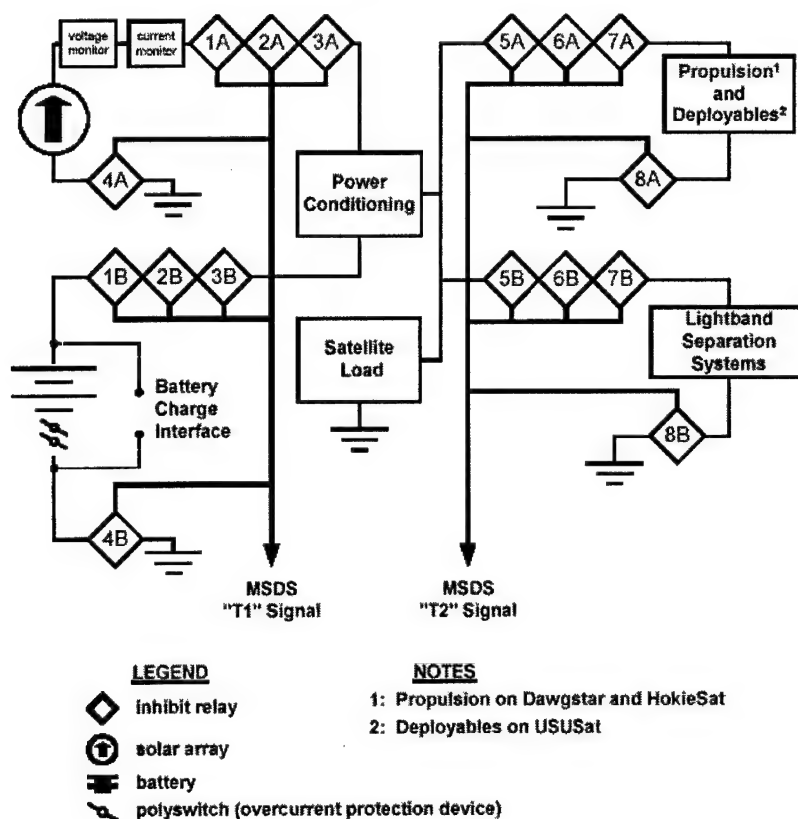 voltage
monitor
current
monitor
1A
2A
3A
4A
Power
Conditioning
1B
2B
3B
Battery
Charge
Interface
4B
Satellite
Load
5A
6A
7A
Propulsion¹
and
Deployables²
8A
5B
6B
7B
Lightband
Separation
Systems
8B
MSDS
"T1" Signal
MSDS
"T2" Signal
LEGEND
inhibit relay
solar array
battery
polyswitch (overcurrent protection device)
NOTES
1: Propulsion on Dawgstar and HokieSat
2: Deployables on USUSat